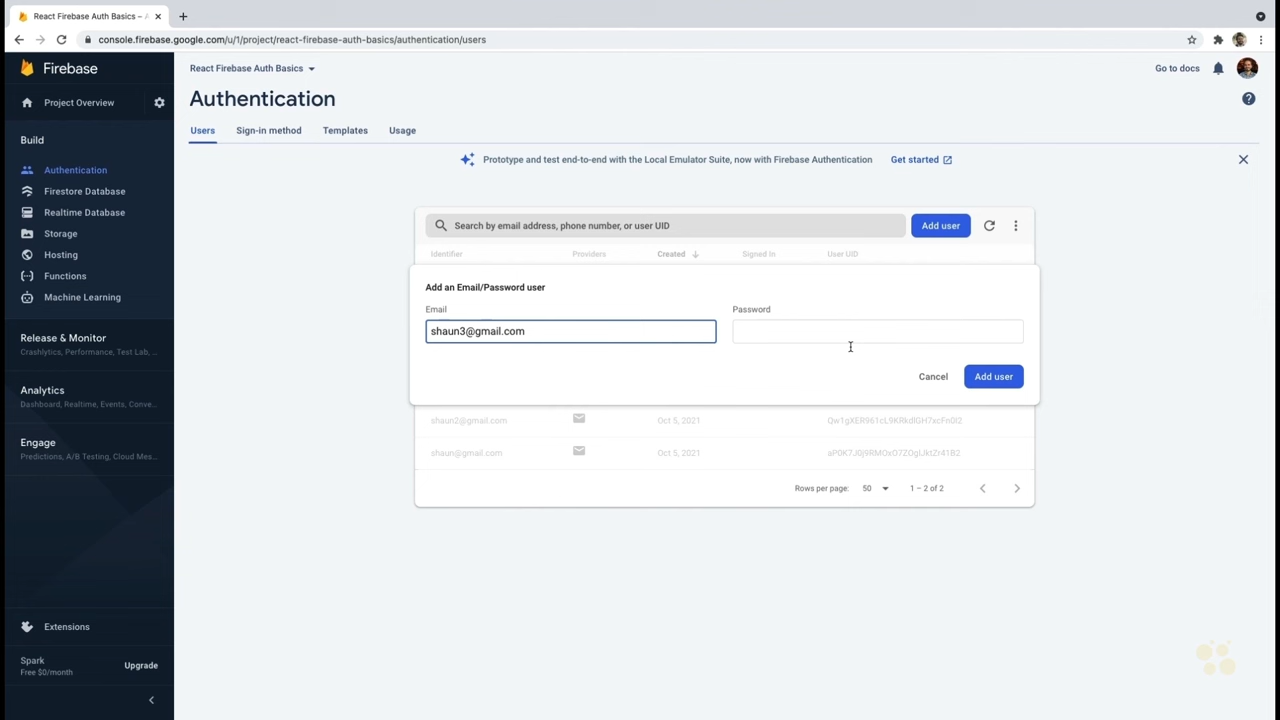 React Firebase Auth Basics – A
console.firebase.google.com/u/1/project/react-firebase-auth-basics/authentication/users
Firebase
React Firebase Auth Basics
Go to docs
Project Overview
Authentication
Build
Users
Sign-in method
Templates
Usage
Prototype and test end-to-end with the Local Emulator Suite, now with Firebase Authentication
Get started
Authentication
Firestore Database
Realtime Database
Storage
Hosting
Functions
Machine Learning
Release & Monitor
Crashlytics, Performance, Test Lab, ...
Analytics
Dashboard, Realtime, Events, Conve...
Engage
Predictions, A/B Testing, Cloud Mes...
Extensions
Spark
Free $0/month
Upgrade
Search by email address, phone number, or user UID
Add user
Identifier
Providers
Created
Signed In
User UID
Add an Email/Password user
Email
Password
shaun3@gmail.com
Cancel
Add user
shaun2@gmail.com
Oct 5, 2021
shaun@gmail.com
Oct 5, 2021
Rows per page:
50
1 – 2 of 2